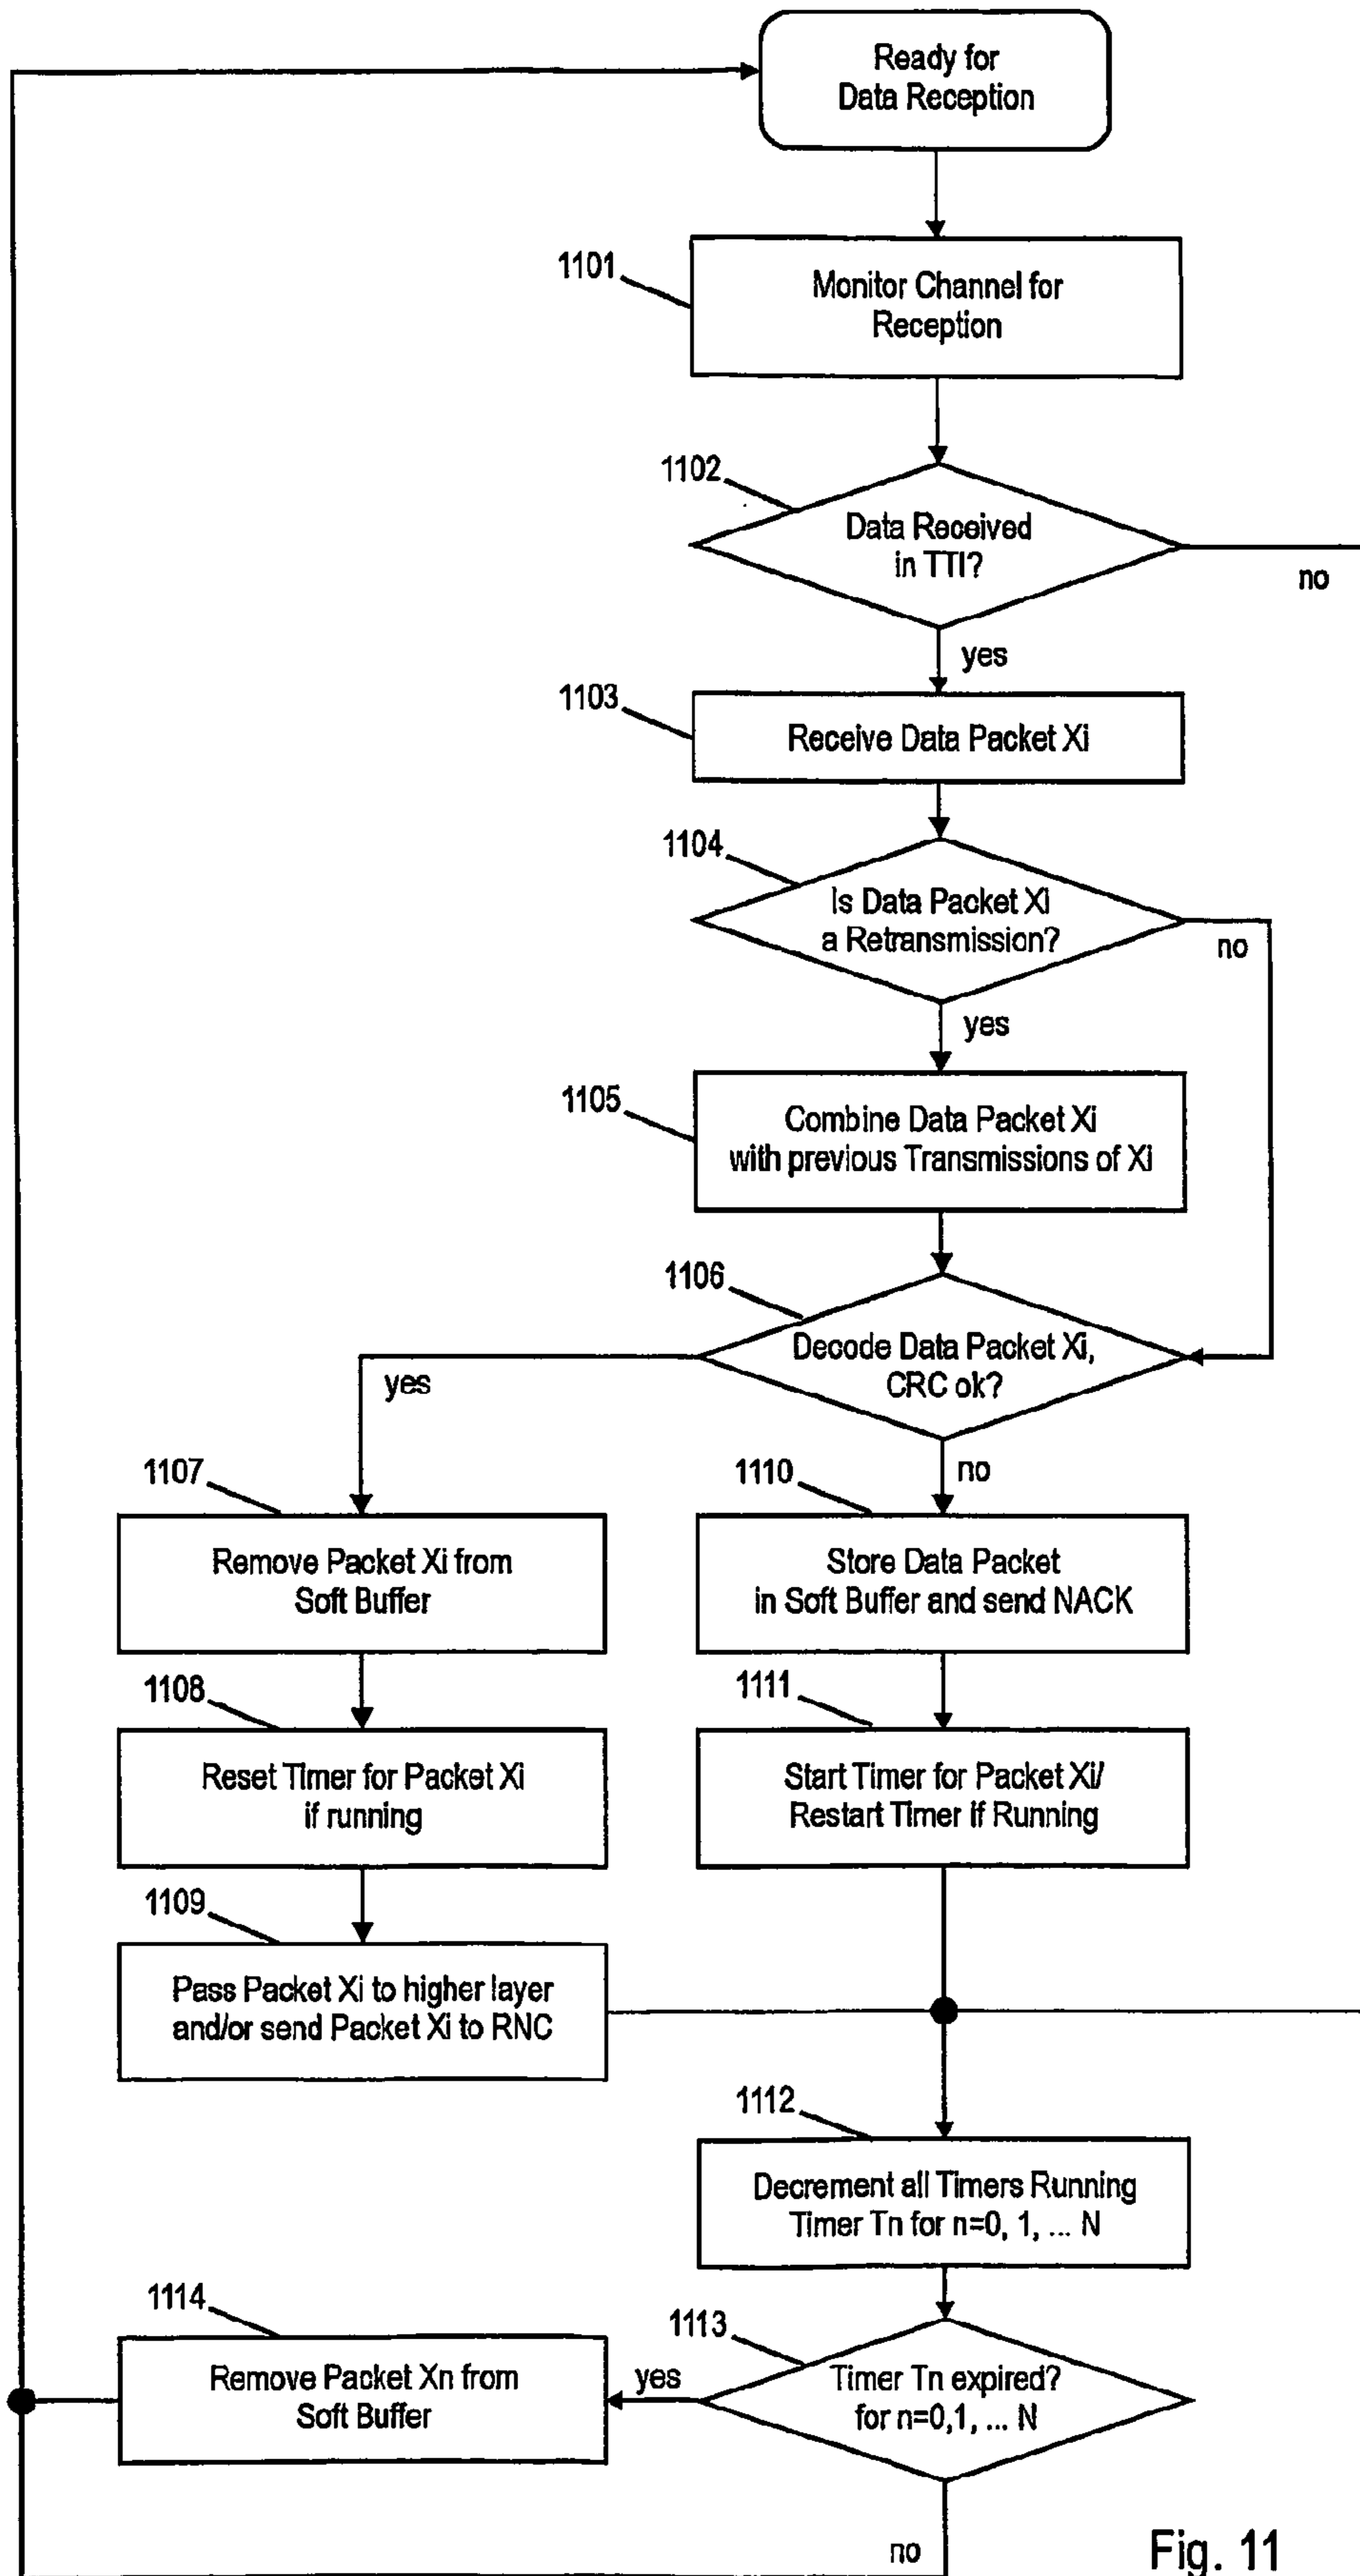 Ready for
Data Reception
1101
Monitor Channel for
Reception
1102
Data Received
in TTI?
no
yes
1103
Receive Data Packet Xi
1104
Is Data Packet Xi
a Retransmission?
no
yes
1105
Combine Data Packet Xi
with previous Transmissions of Xi
1106
Decode Data Packet Xi,
CRC ok?
yes
no
1107
Remove Packet Xi from
Soft Buffer
1110
Store Data Packet
in Soft Buffer and send NACK
1108
Reset Timer for Packet Xi
if running
1111
Start Timer for Packet Xi/
Restart Timer if Running
1109
Pass Packet Xi to higher layer
and/or send Packet Xi to RNC
1112
Decrement all Timers Running
Timer Tn for n=0, 1, ... N
1114
Remove Packet Xn from
Soft Buffer
1113
yes
Timer Tn expired?
for n=0,1, ... N
no
Fig. 11